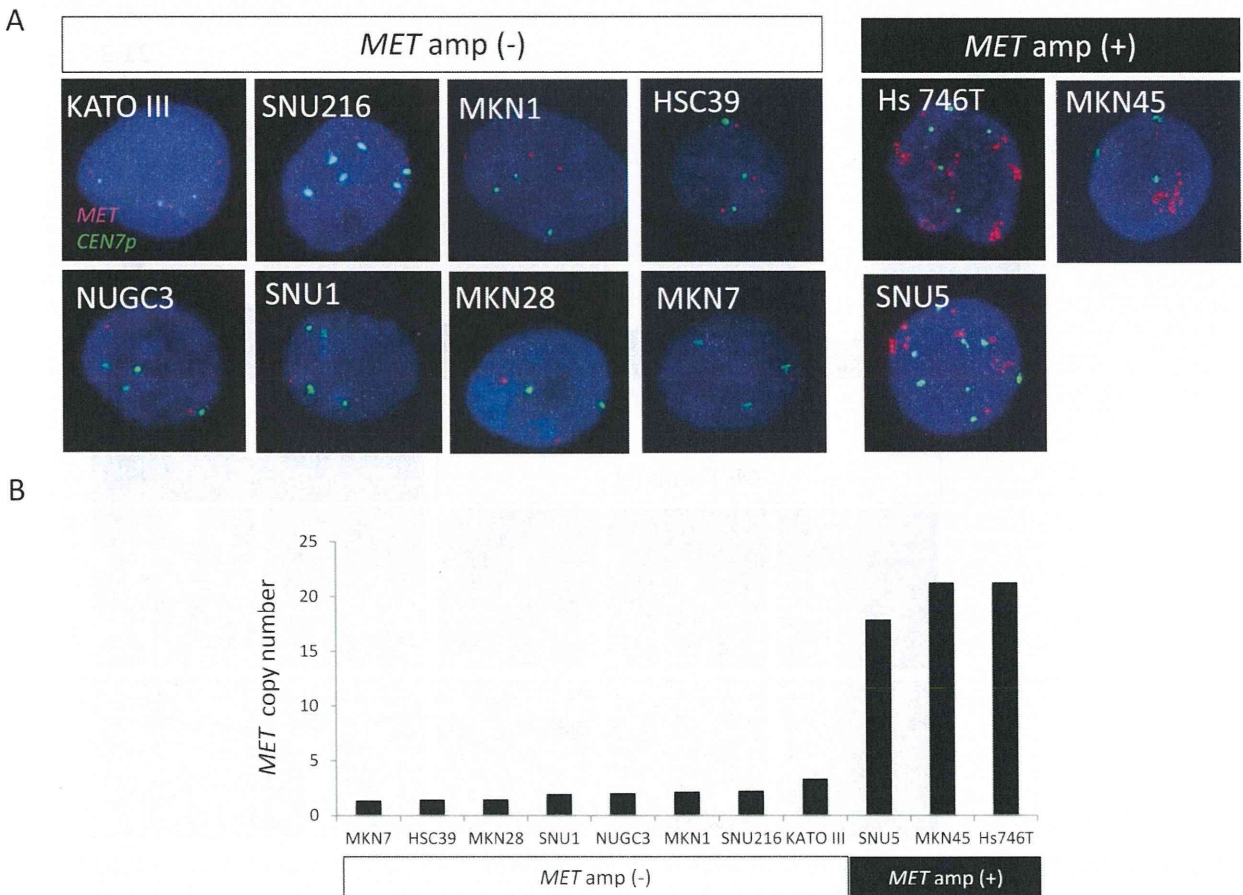 A
MET amp (-)
MET amp (+)
KATO III
SNU216
MKN1
HSC39
Hs 746T
MKN45
MET
CEN7p
NUGC3
SNU1
MKN28
MKN7
SNU5
B
MET copy number
25
20
15
10
5
0
MKN7 HSC39 MKN28 SNU1 NUGC3 MKN1 SNU216 KATO III SNU5 MKN45 Hs746T
MET amp (-)
MET amp (+)